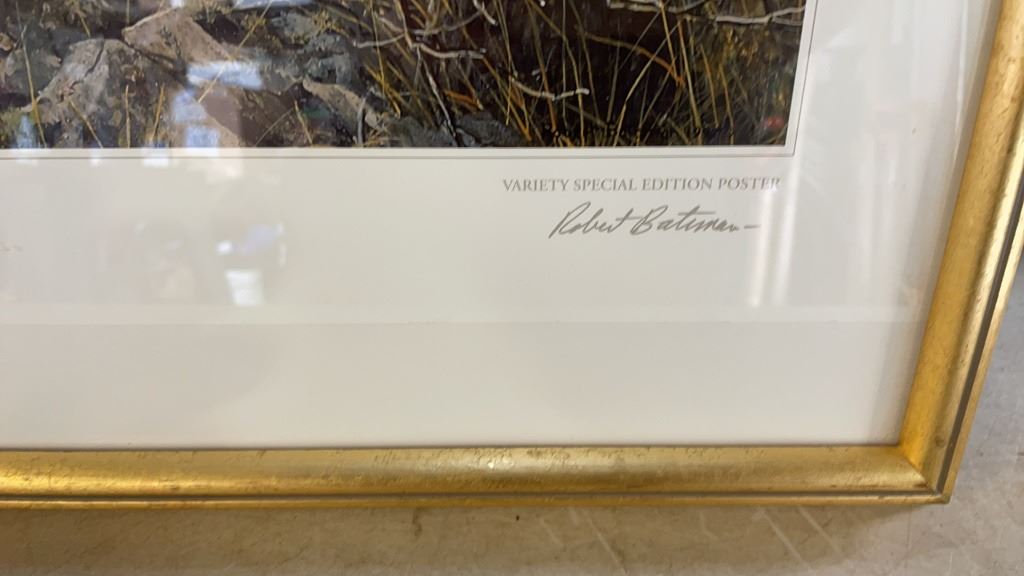 VARIETY SPECIAL EDITION POSTER
Robert Bateman